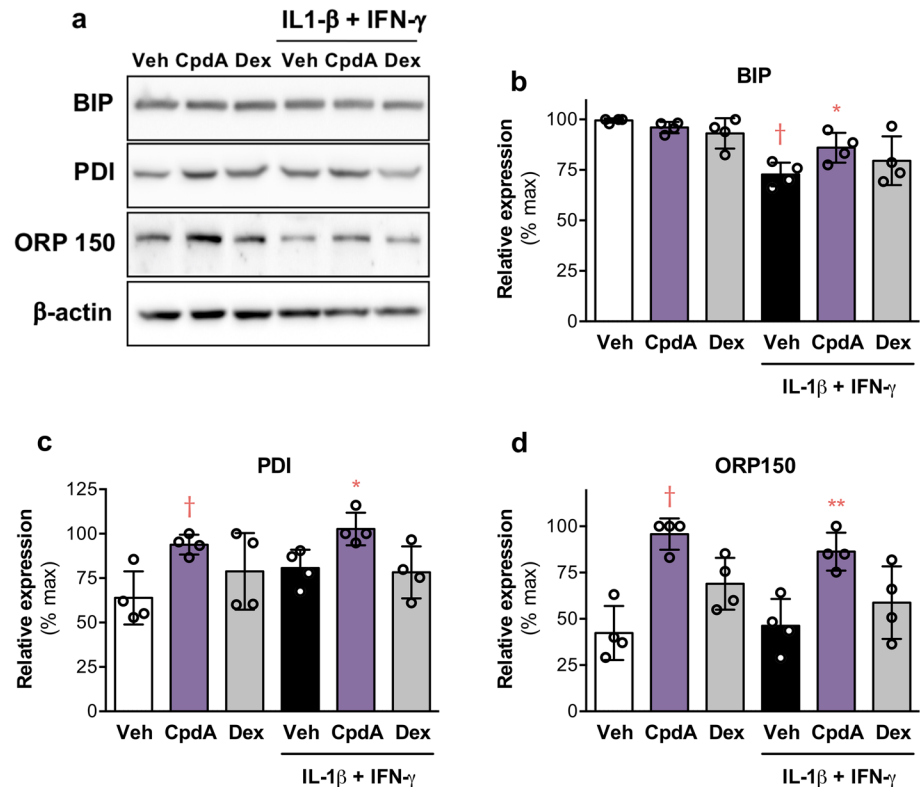 a
IL1-β + IFN-γ
Veh CpdA Dex Veh CpdA Dex
BIP
PDI
ORP 150
β-actin
b
BIP
Relative expression
(% max)
100
75
50
25
0
†
*
Veh CpdA Dex Veh CpdA Dex
IL-1β + IFN-γ
c
PDI
Relative expression
(% max)
125
100
75
50
25
0
†
*
Veh CpdA Dex Veh CpdA Dex
IL-1β + IFN-γ
d
ORP150
Relative expression
(% max)
100
75
50
25
0
†
**
Veh CpdA Dex Veh CpdA Dex
IL-1β + IFN-γ